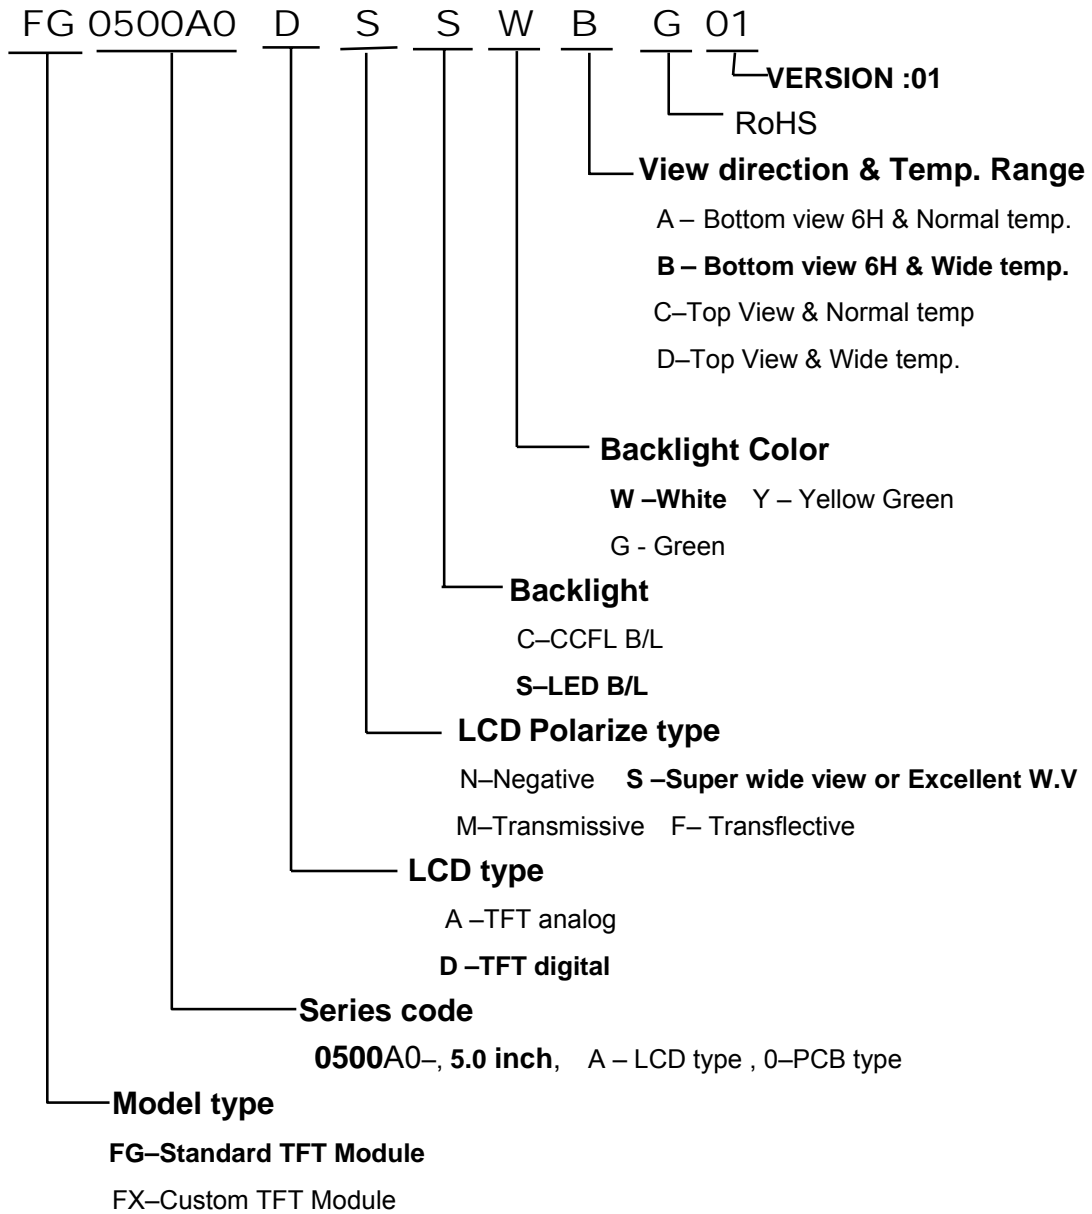 FG 0500A0 D S S W B G 01
VERSION :01
RoHS
View direction & Temp. Range
A – Bottom view 6H & Normal temp.
B – Bottom view 6H & Wide temp.
C–Top View & Normal temp
D–Top View & Wide temp.
Backlight Color
W –White Y – Yellow Green
G - Green
Backlight
C–CCFL B/L
S–LED B/L
LCD Polarize type
N–Negative S –Super wide view or Excellent W.V
M–Transmissive F– Transflective
LCD type
A –TFT analog
D –TFT digital
Series code
0500A0–, 5.0 inch, A – LCD type , 0–PCB type
Model type
FG–Standard TFT Module
FX–Custom TFT Module